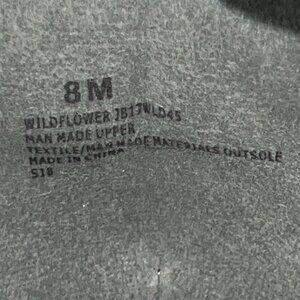 8 M
WILDFLOWER JB17WLD45
MAN MADE UPPER
TEXTILE/MAN MADE MATERIALS OUTSOLE
MADE IN CHINA
S18